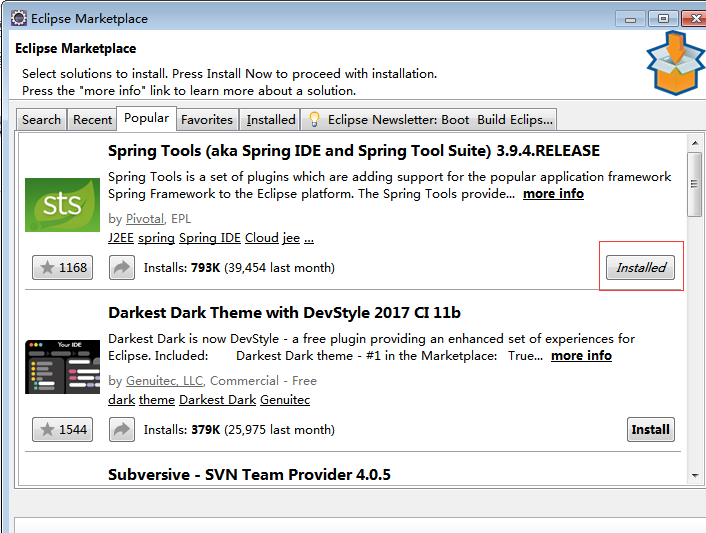 Eclipse Marketplace
Eclipse Marketplace
Select solutions to install. Press Install Now to proceed with installation.
Press the "more info" link to learn more about a solution.
Search Recent Popular Favorites Installed Eclipse Newsletter: Boot Build Eclips...
Spring Tools (aka Spring IDE and Spring Tool Suite) 3.9.4.RELEASE
Spring Tools is a set of plugins which are adding support for the popular application framework
Spring Framework to the Eclipse platform. The Spring Tools provide... more info
sts
by Pivotal, EPL
J2EE spring Spring IDE Cloud jee ...
1168 Installs: 793K (39,454 last month) Installed
Darkest Dark Theme with DevStyle 2017 CI 11b
Darkest Dark is now DevStyle - a free plugin providing an enhanced set of experiences for
Eclipse. Included: Darkest Dark theme - #1 in the Marketplace: True... more info
Your IDE
by Genuitec, LLC, Commercial - Free
dark theme Darkest Dark Genuitec
1544 Installs: 379K (25,975 last month) Install
Subversive - SVN Team Provider 4.0.5